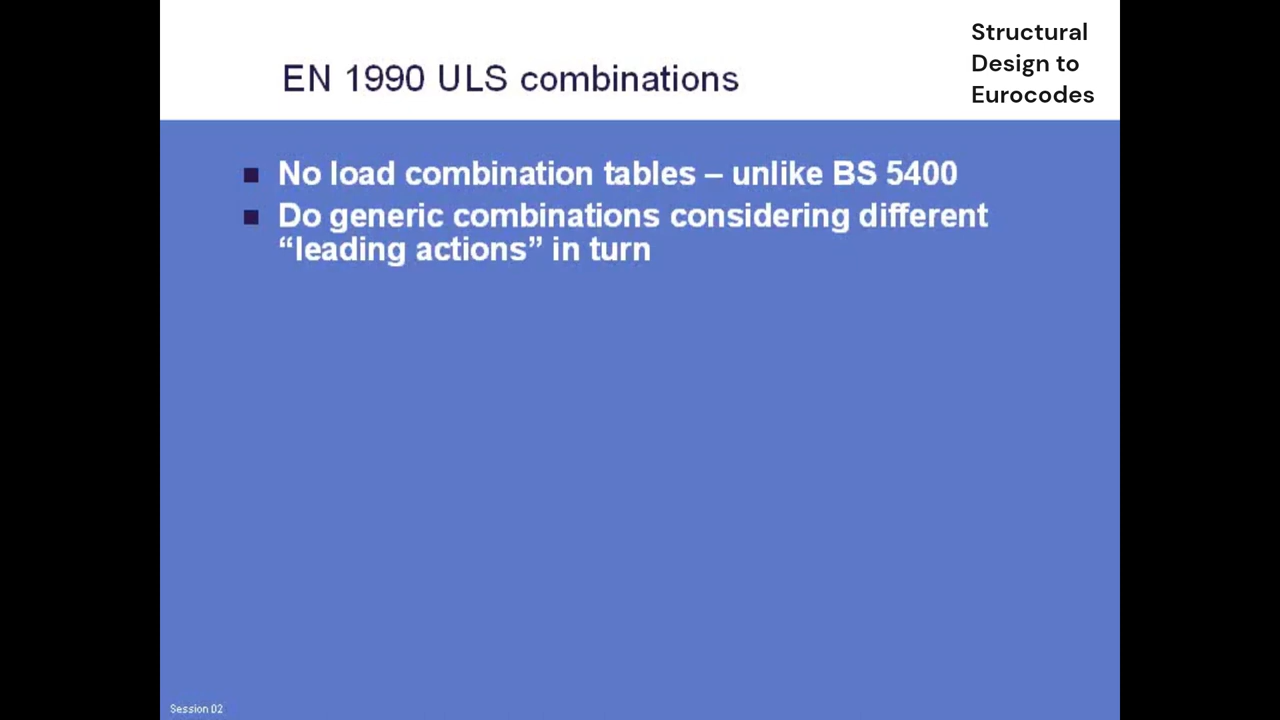 EN 1990 ULS combinations
Structural
Design to
Eurocodes
No load combination tables – unlike BS 5400
Do generic combinations considering different
“leading actions” in turn
Session 02